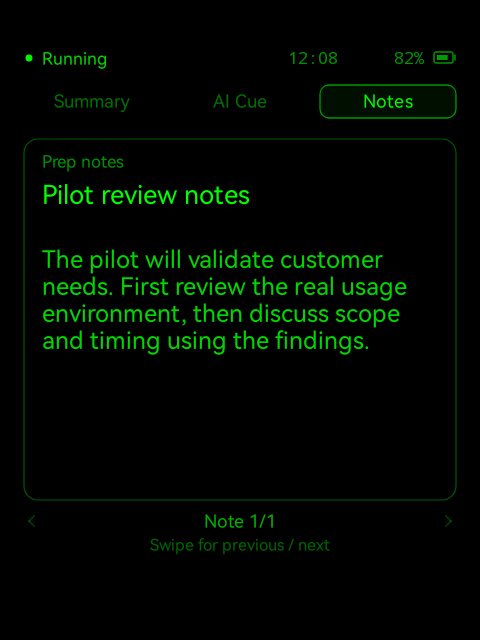 Running 12:08 82%
Summary AI Cue Notes
Prep notes
Pilot review notes
The pilot will validate customer
needs. First review the real usage
environment, then discuss scope
and timing using the findings.
Note 1/1
Swipe for previous / next